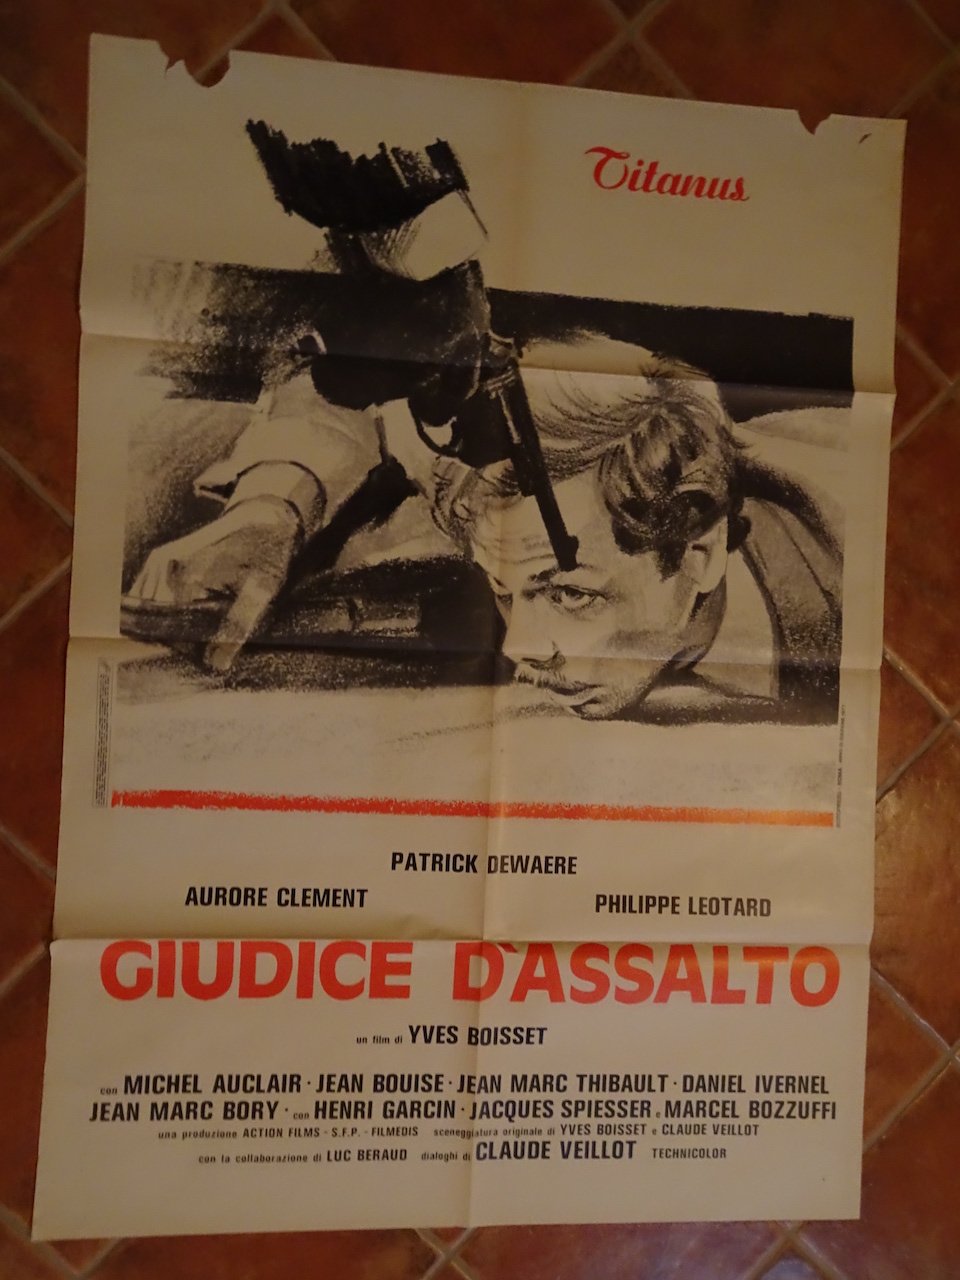 Titanus
PATRICK DEWAERE
AURORE CLEMENT
PHILIPPE LEOTARD
GIUDICE D'ASSALTO
un film di YVES BOISSET
con MICHEL AUCLAIR · JEAN BOUISE · JEAN MARC THIBAULT · DANIEL IVERNEL
JEAN MARC BORY · con HENRI GARCIN · JACQUES SPIESSER e MARCEL BOZZUFFI
una produzione ACTION FILMS - S.F.P. - FILMEDIS sceneggiatura originale di YVES BOISSET e CLAUDE VEILLOT
con la collaborazione di LUC BERAUD dialoghi di CLAUDE VEILLOT TECHNICOLOR